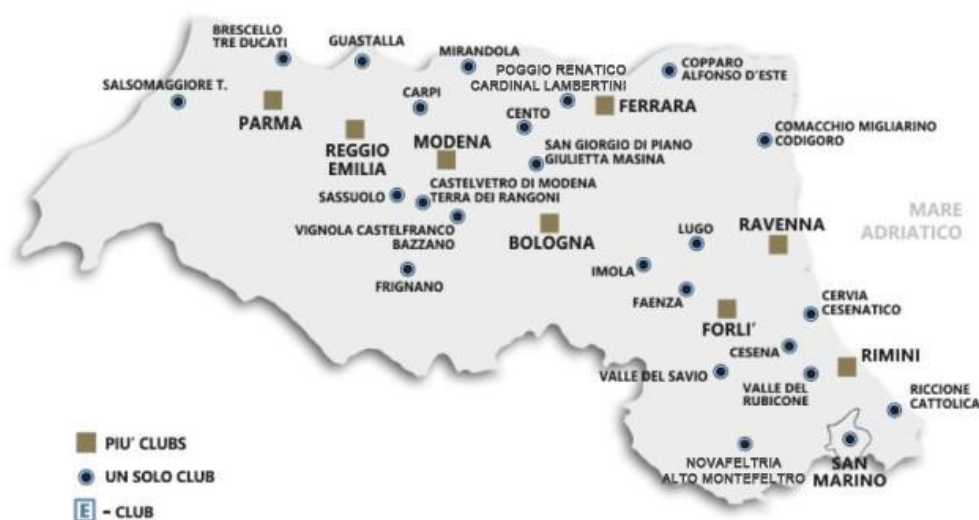 BRESCELLO
TRE DUCATI
GUASTALLA
MIRANDOLA
POGGIO RENATICO
CARDINAL LAMBERTINI
COPPARO
ALFONSO D'ESTE
SALSOMAGGIORE T.
PARMA
CARPI
CENTO
FERRARA
REGGIO
EMILIA
MODENA
SAN GIORGIO DI PIANO
GIULIETTA MASINA
COMACCHIO MIGLIARINO
CODIGORO
SASSUOLO
CASTELVETRO DI MODENA
TERRA DEI RANGONI
VIGNOLA CASTELFRANCO
BAZZANO
BOLOGNA
LUGO
RAVENNA
MARE
ADRIATICO
FRIGNANO
IMOLA
FAENZA
FORLI'
CERVIA
CESENATICO
CESENA
RIMINI
VALLE DEL SAVIO
VALLE DEL
RUBICONE
RICCIONE
CATTOLICA
NOVAFELTRIA
ALTO MONTEFELTRO
SAN
MARINO
PIU' CLUBS
UN SOLO CLUB
E - CLUB